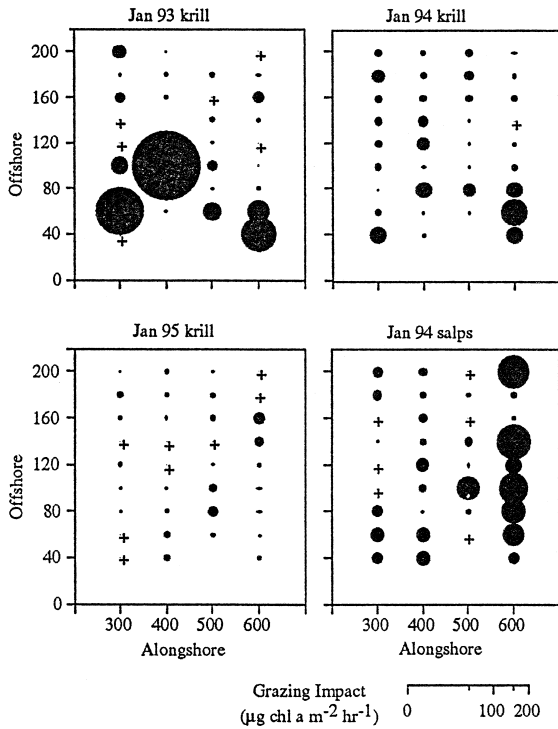 Jan 93 krill
Jan 94 krill
Offshore
200
160
120
80
40
0
Jan 95 krill
Jan 94 salps
Offshore
200
160
120
80
40
0
300 400 500 600
300 400 500 600
Alongshore
Alongshore
Grazing Impact
(µg chl a m⁻² hr⁻¹)
0 100 200